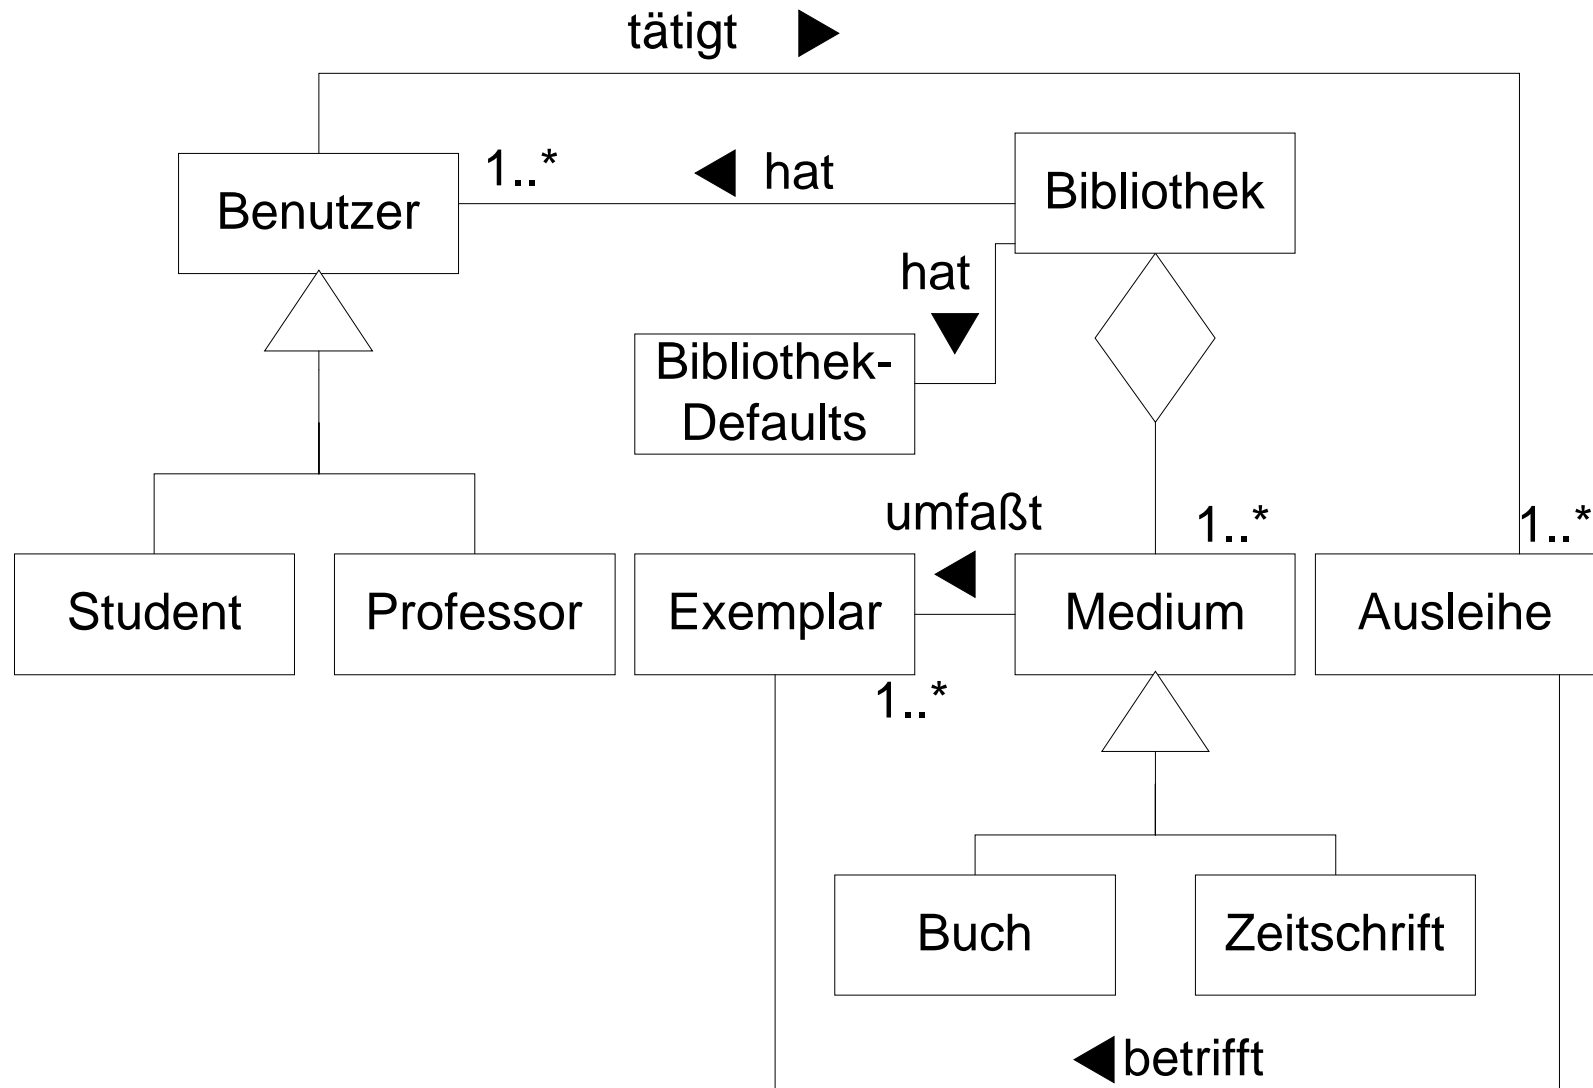 tätigt
1..*
hat
Bibliothek
Benutzer
hat
Bibliothek-
Defaults
umfaßt
1..*
1..*
Student
Professor
Exemplar
Medium
Ausleihe
1..*
Buch
Zeitschrift
betrifft